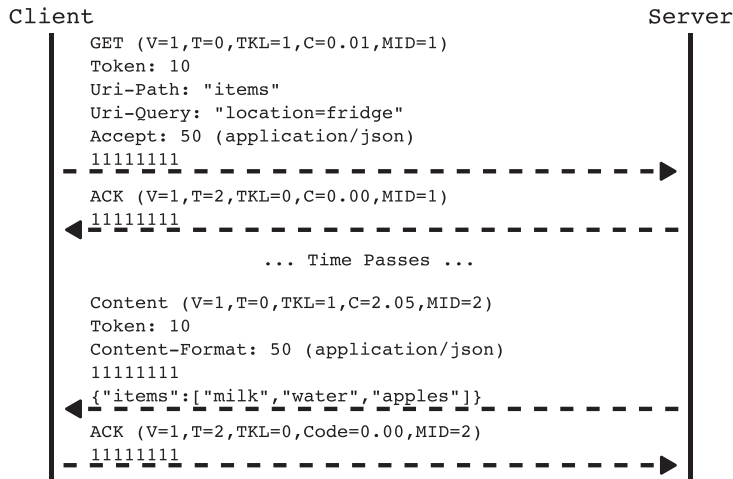 Client
Server
GET (V=1,T=0,TKL=1,C=0.01,MID=1)
Token: 10
Uri-Path: "items"
Uri-Query: "location=fridge"
Accept: 50 (application/json)
11111111
ACK (V=1,T=2,TKL=0,C=0.00,MID=1)
11111111
... Time Passes ...
Content (V=1,T=0,TKL=1,C=2.05,MID=2)
Token: 10
Content-Format: 50 (application/json)
11111111
{"items":["milk","water","apples"]}
ACK (V=1,T=2,TKL=0,Code=0.00,MID=2)
11111111